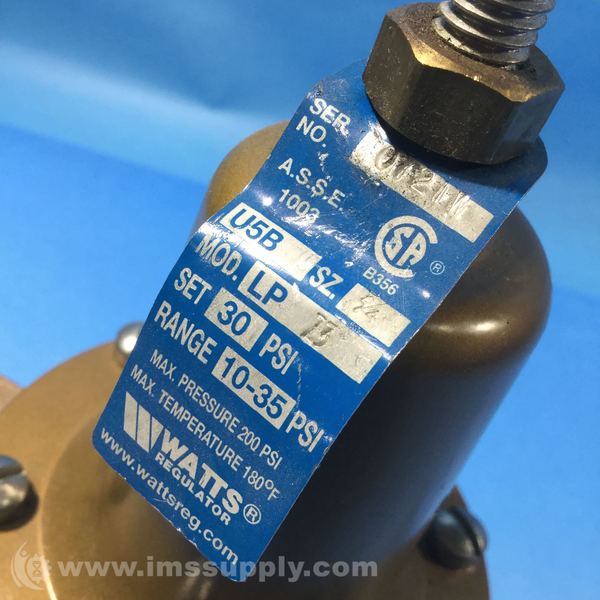 SER.
NO.
A.S.S.E.
1003
CSA ®
B356
MOD. U5B SZ.
LP
SET 30 PSI
RANGE 10-35 PSI
MAX. PRESSURE 200 PSI
MAX. TEMPERATURE 180°F
WATTS ®
REGULATOR
www.wattsreg.com
www.imssupply.com